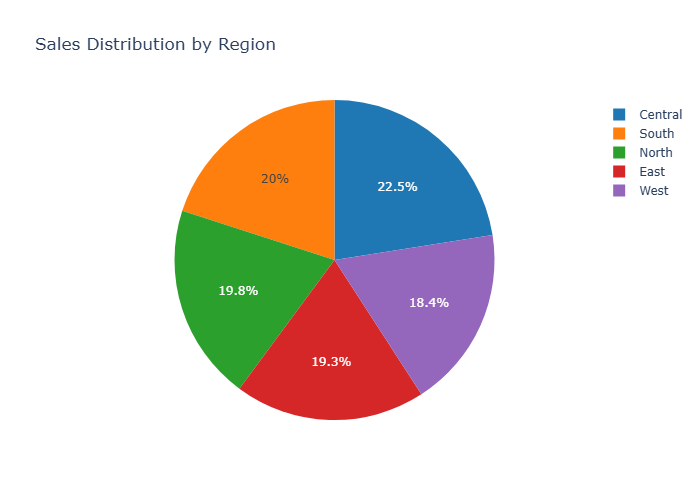 Sales Distribution by Region
Central
South
North
East
West
20%
22.5%
19.8%
18.4%
19.3%